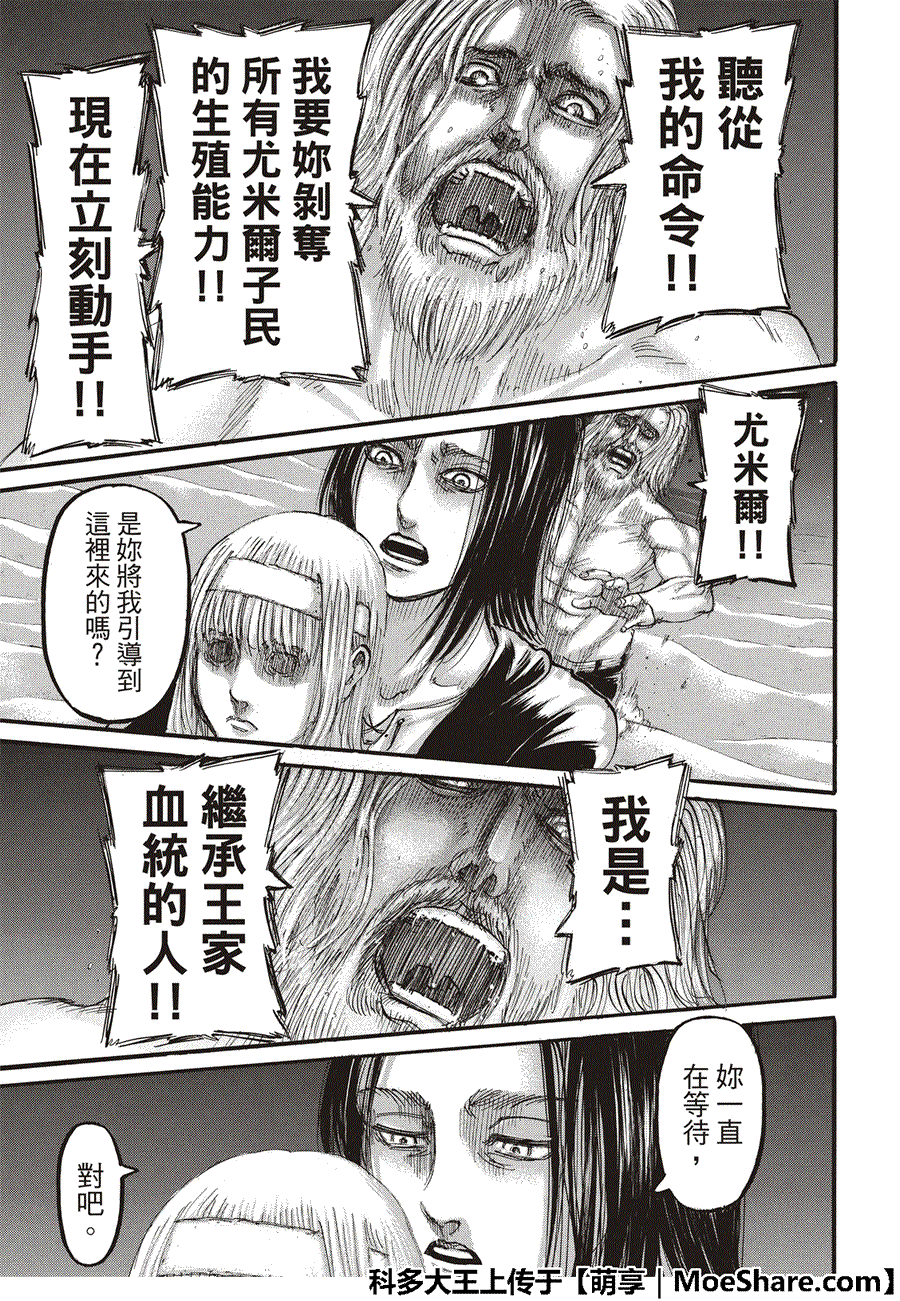 聽從
我的命令!!
我要妳剝奪
所有尤米爾子民
的生殖能力!!
現在立刻動手!!
尤米爾!!
是妳將我引導到
這裡來的嗎？
我是…
繼承王家
血統的人!!
妳一直
在等待，
對吧。
科多大王上传于【萌享｜MoeShare.com】